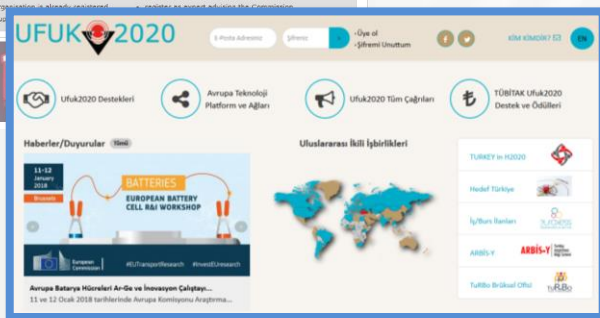 organisation is already registered
register as expert advising the Commission
UFUK 2020
E-Posta Adresiniz
Şifreniz
-Üye ol
-Şifremi Unuttum
KİM KİMDİR?
EN
Ufuk2020 Destekleri
Avrupa Teknoloji
Platform ve Ağları
Ufuk2020 Tüm Çağrıları
TÜBİTAK Ufuk2020
Destek ve Ödülleri
Haberler/Duyurular Tümü
Uluslararası İkili İşbirlikleri
11-12
January
2018
Brussels
BATTERIES
EUROPEAN BATTERY
CELL R&I WORKSHOP
European
Commission
#EUTransportResearch #InvestEUresearch
Avrupa Batarya Hücreleri Ar-Ge ve İnovasyon Çalıştayı...
11 ve 12 Ocak 2018 tarihlerinde Avrupa Komisyonu Araştırma...
TURKEY in H2020
Hedef Türkiye
İş/Burs İlanları
ARBİS-Y
ARBİS-Y
TuRBo Brüksel Ofisi
TuRBo